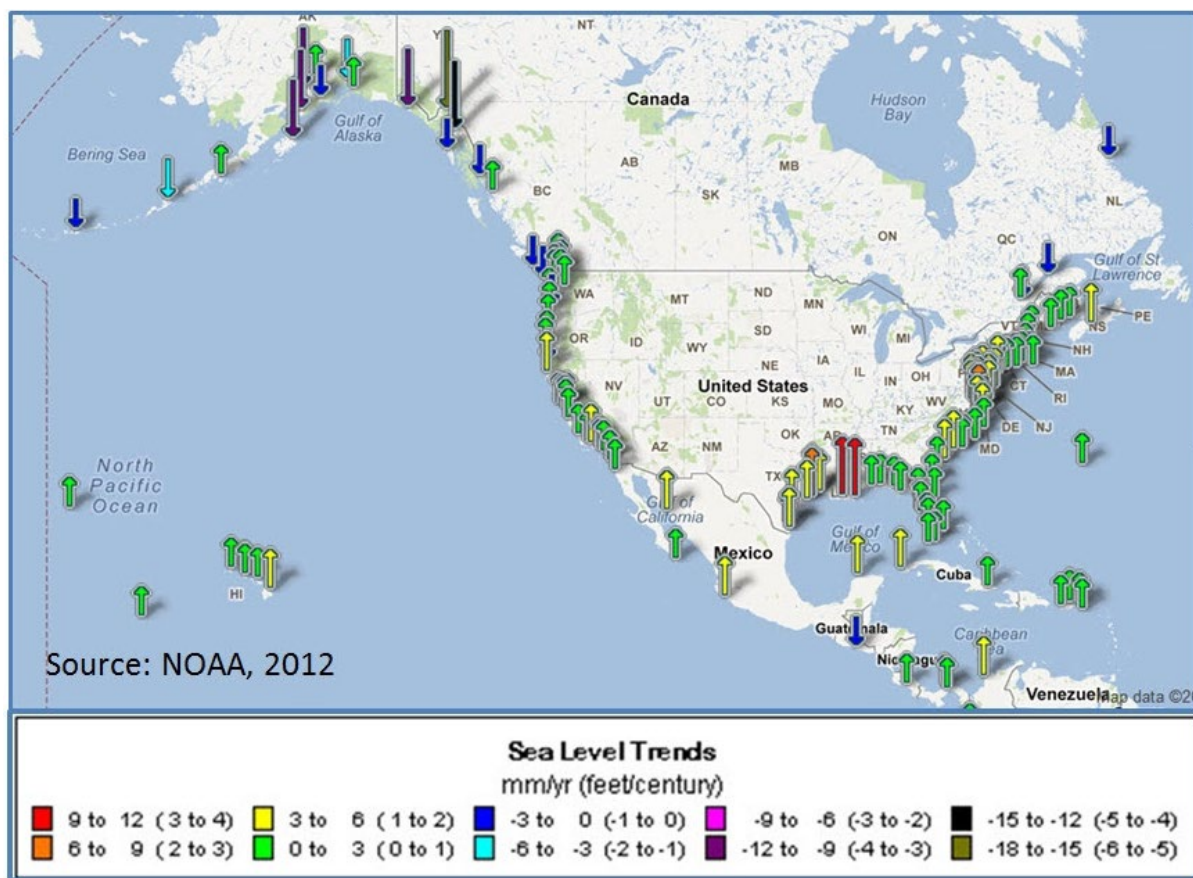 AK
Y
NT
Canada
Hudson
Bay
Gulf of
Alaska
Bering Sea
AB
MB
BC
SK
NL
ON
QC
Gulf of St
Lawrence
WA
MT
ND
MN
VT
NS
PE
OR
ID
SD
WI
MI
NH
WY
IA
MA
NE
IL
IN
OH
CT
NV
United States
RI
UT
CO
KS
MO
WV
KY
DE
NJ
OK
TN
MD
AZ
NM
AR
TX
North
Pacific
Ocean
Gulf of
California
Gulf of
Mexico
Mexico
Cuba
HI
Guatemala
Caribbean
Sea
Source: NOAA, 2012
Venezuela
Map data ©20
Sea Level Trends
mm/yr (feet/century)
9 to 12 (3 to 4) 3 to 6 (1 to 2) -3 to 0 (-1 to 0) -9 to -6 (-3 to -2) -15 to -12 (-5 to -4)
6 to 9 (2 to 3) 0 to 3 (0 to 1) -6 to -3 (-2 to -1) -12 to -9 (-4 to -3) -18 to -15 (-6 to -5)